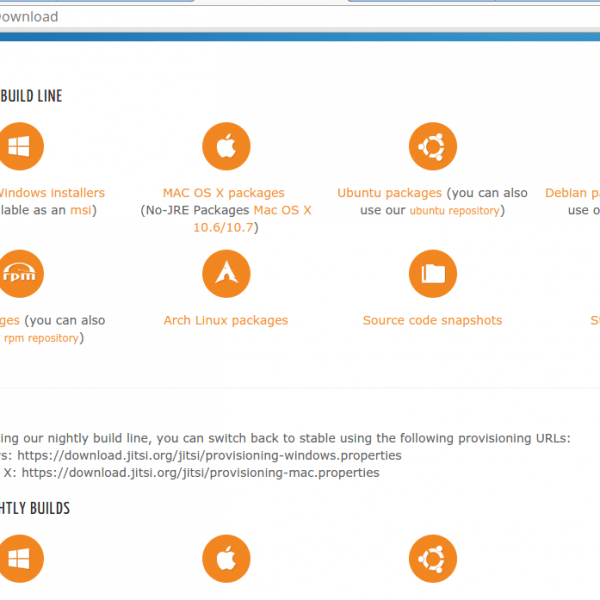 Download
BUILD LINE
Windows installers
MAC OS X packages
Ubuntu packages (you can also
Debian pa
lable as an msi)
(No-JRE Packages Mac OS X
use our ubuntu repository)
use o
10.6/10.7)
rpm
ges (you can also
Arch Linux packages
Source code snapshots
St
rpm repository)
ing our nightly build line, you can switch back to stable using the following provisioning URLs:
s: https://download.jitsi.org/jitsi/provisioning-windows.properties
X: https://download.jitsi.org/jitsi/provisioning-mac.properties
HTLY BUILDS